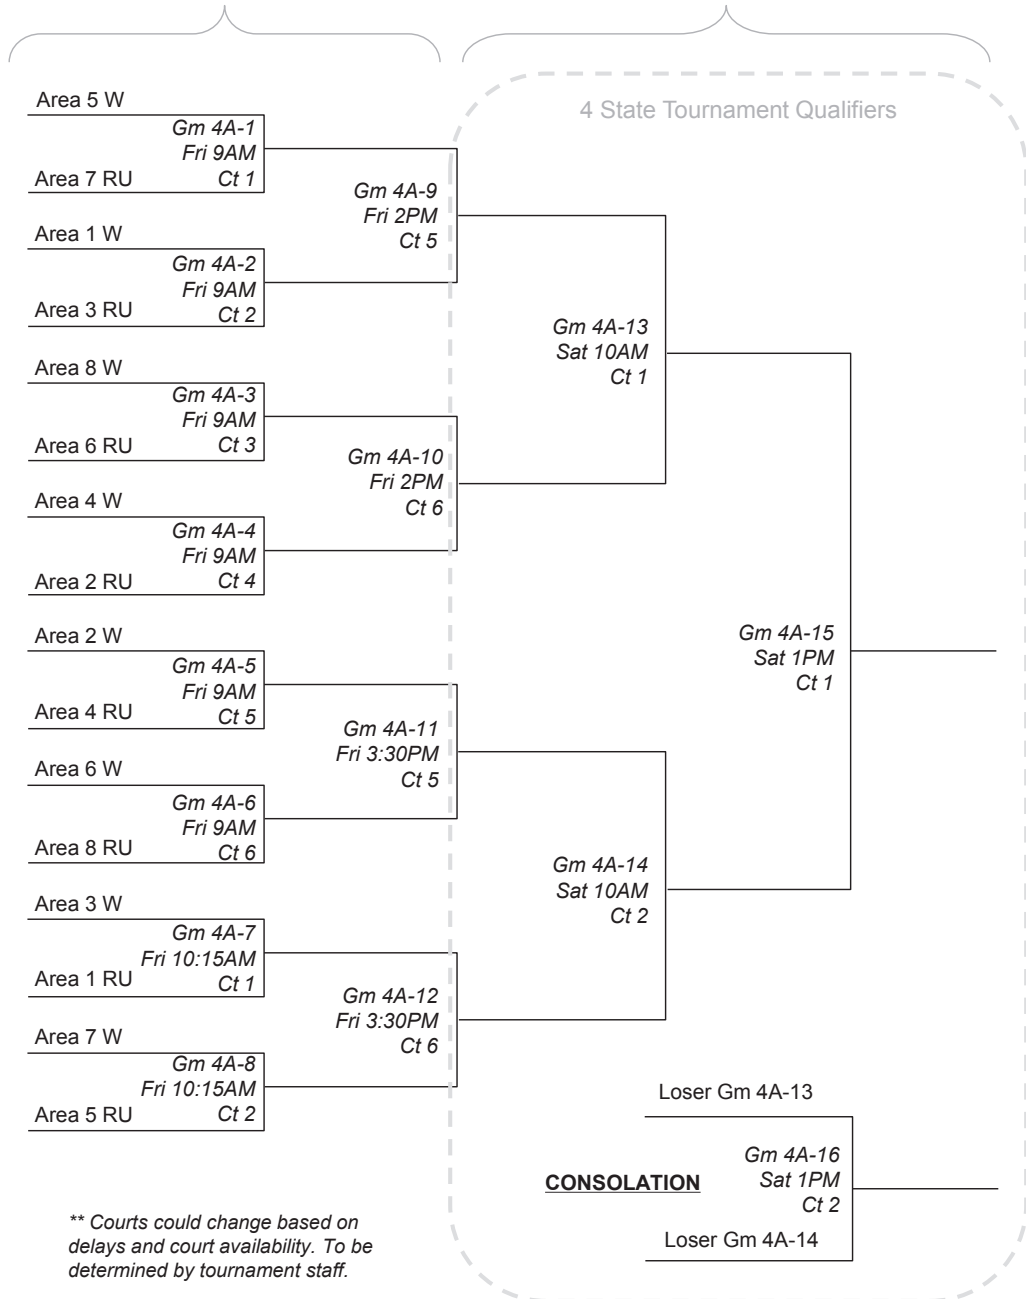 4 State Tournament Qualifiers
Area 5 W
Gm 4A-1
Fri 9AM
Area 7 RU
Ct 1
Area 1 W
Gm 4A-2
Fri 9AM
Area 3 RU
Ct 2
Area 8 W
Gm 4A-3
Fri 9AM
Area 6 RU
Ct 3
Area 4 W
Gm 4A-4
Fri 9AM
Area 2 RU
Ct 4
Area 2 W
Gm 4A-5
Fri 9AM
Area 4 RU
Ct 5
Area 6 W
Gm 4A-6
Fri 9AM
Area 8 RU
Ct 6
Area 3 W
Gm 4A-7
Fri 10:15AM
Area 1 RU
Ct 1
Area 7 W
Gm 4A-8
Fri 10:15AM
Area 5 RU
Ct 2
Gm 4A-9
Fri 2PM
Ct 5
Gm 4A-10
Fri 2PM
Ct 6
Gm 4A-11
Fri 3:30PM
Ct 5
Gm 4A-12
Fri 3:30PM
Ct 6
Gm 4A-13
Sat 10AM
Ct 1
Gm 4A-14
Sat 10AM
Ct 2
Gm 4A-15
Sat 1PM
Ct 1
Loser Gm 4A-13
Gm 4A-16
CONSOLATION Sat 1PM
Ct 2
Loser Gm 4A-14
** Courts could change based on
delays and court availability. To be
determined by tournament staff.